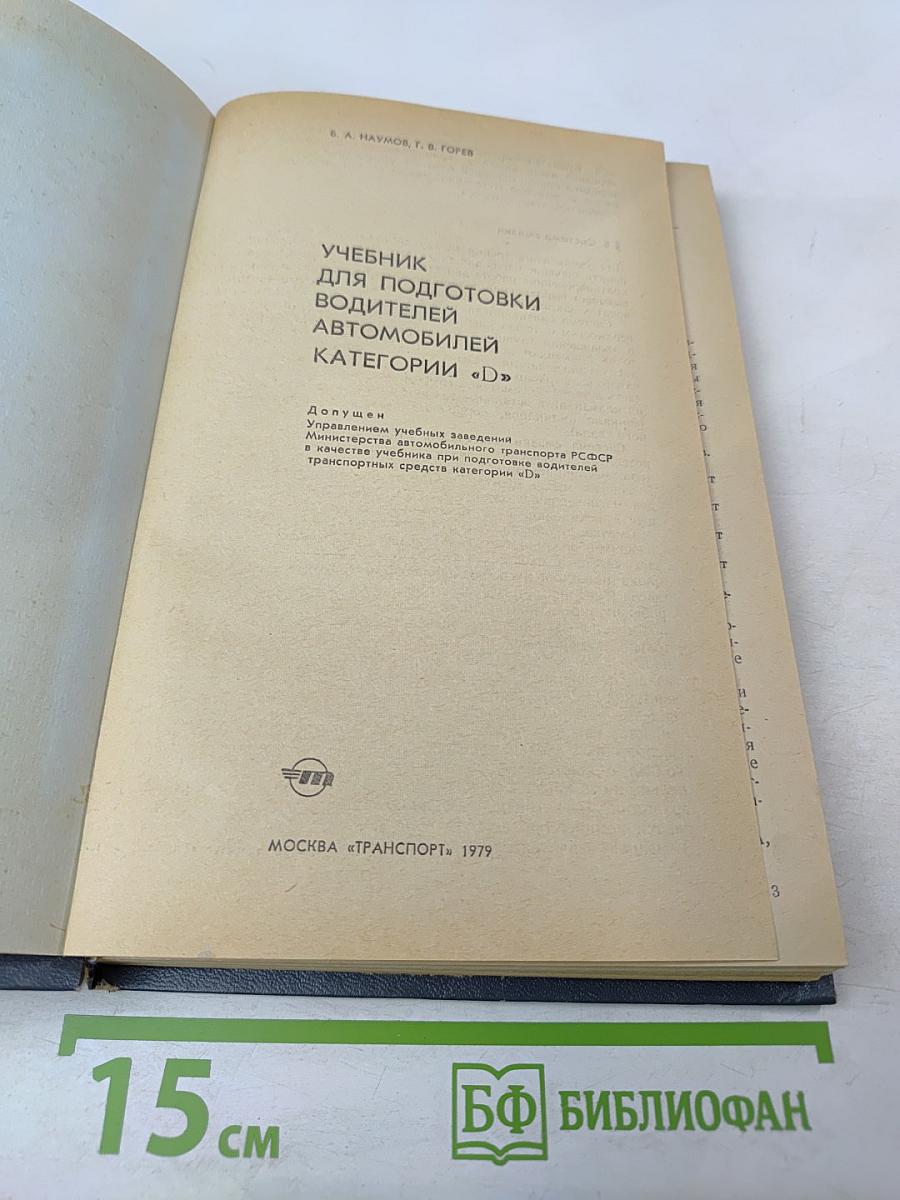 Б. А. НАУМОВ, Г. В. ГОРЕВ
УЧЕБНИК
ДЛЯ ПОДГОТОВКИ
ВОДИТЕЛЕЙ
АВТОМОБИЛЕЙ
КАТЕГОРИИ «D»
Допущен
Управлением учебных заведений
Министерства автомобильного транспорта РСФСР
в качестве учебника при подготовке водителей
транспортных средств категории «D»
МОСКВА «ТРАНСПОРТ» 1979
3
15 см
БФ БИБЛИОФАН